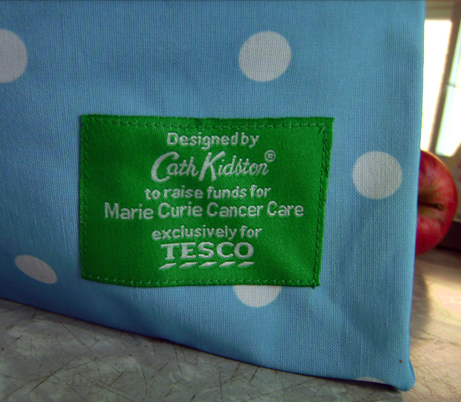 Designed by
Cath Kidston®
to raise funds for
Marie Curie Cancer Care
exclusively for
TESCO